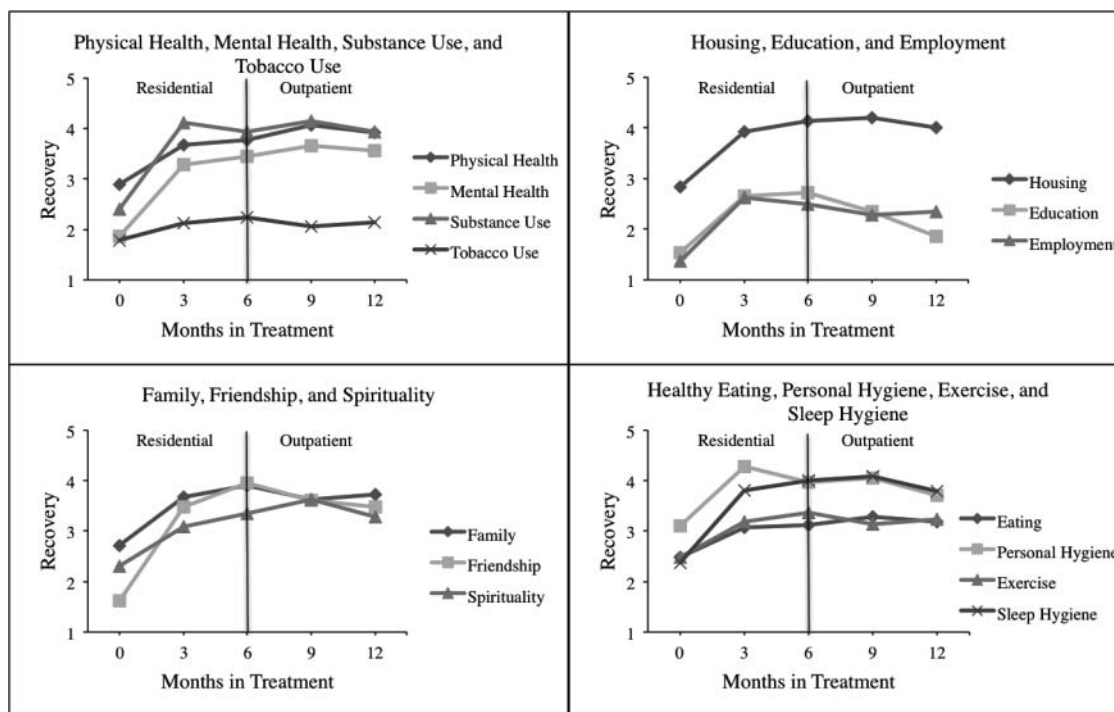 Physical Health, Mental Health, Substance Use, and
Tobacco Use
5
4
3
2
1
Recovery
Residential
Outpatient
Physical Health
Mental Health
Substance Use
Tobacco Use
0 3 6 9 12
Months in Treatment
Housing, Education, and Employment
5
4
3
2
1
Recovery
Residential
Outpatient
Housing
Education
Employment
0 3 6 9 12
Months in Treatment
Family, Friendship, and Spirituality
5
4
3
2
1
Recovery
Residential
Outpatient
Family
Friendship
Spirituality
0 3 6 9 12
Months in Treatment
Healthy Eating, Personal Hygiene, Exercise, and
Sleep Hygiene
5
4
3
2
1
Recovery
Residential
Outpatient
Eating
Personal Hygiene
Exercise
Sleep Hygiene
0 3 6 9 12
Months in Treatment